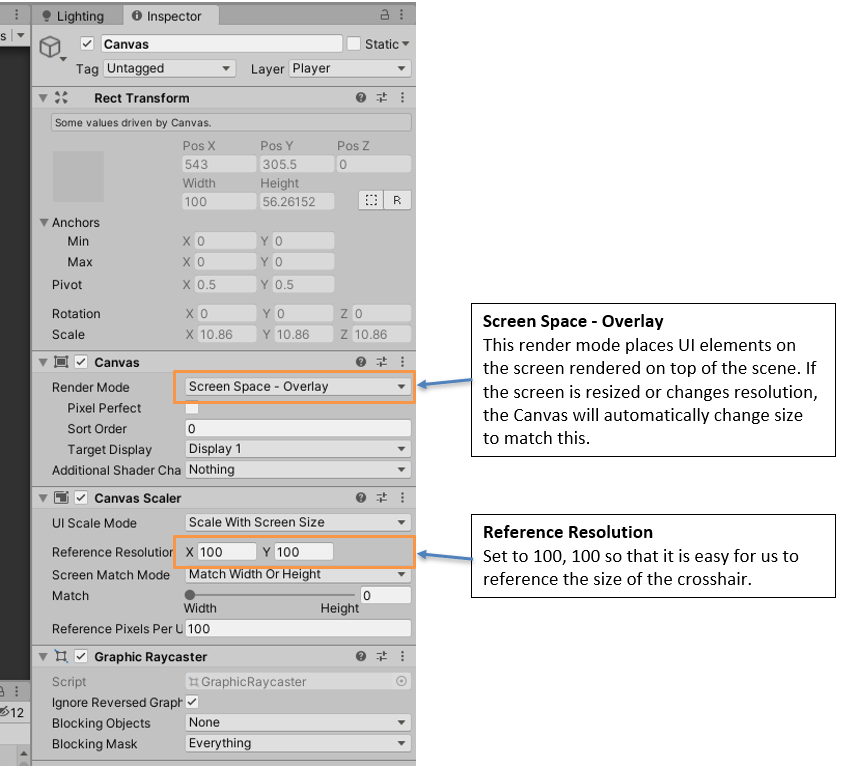 Lighting
Inspector
s
Canvas
Static
Tag Untagged Layer Player
Rect Transform
Some values driven by Canvas.
Pos X Pos Y Pos Z
543 305.5 0
Width Height
100 56.26152
R
Anchors
Min X 0 Y 0
Max X 0 Y 0
Pivot X 0.5 Y 0.5
Rotation X 0 Y 0 Z 0
Scale X 10.86 Y 10.86 Z 10.86
Canvas
Render Mode Screen Space - Overlay
Pixel Perfect
Sort Order 0
Target Display Display 1
Additional Shader Cha Nothing
Canvas Scaler
UI Scale Mode Scale With Screen Size
Reference Resolution X 100 Y 100
Screen Match Mode Match Width Or Height
Match 0
Width Height
Reference Pixels Per U 100
Graphic Raycaster
Script GraphicRaycaster
Ignore Reversed Graph
12
Blocking Objects None
Blocking Mask Everything
Screen Space - Overlay
This render mode places UI elements on
the screen rendered on top of the scene. If
the screen is resized or changes resolution,
the Canvas will automatically change size
to match this.
Reference Resolution
Set to 100, 100 so that it is easy for us to
reference the size of the crosshair.